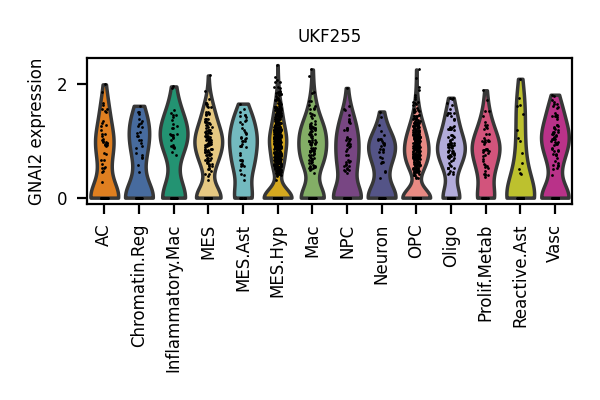 UKF255
GNAI2 expression
2
0
AC
Chromatin.Reg
Inflammatory.Mac
MES
MES.Ast
MES.Hyp
Mac
NPC
Neuron
OPC
Oligo
Prolif.Metab
Reactive.Ast
Vasc